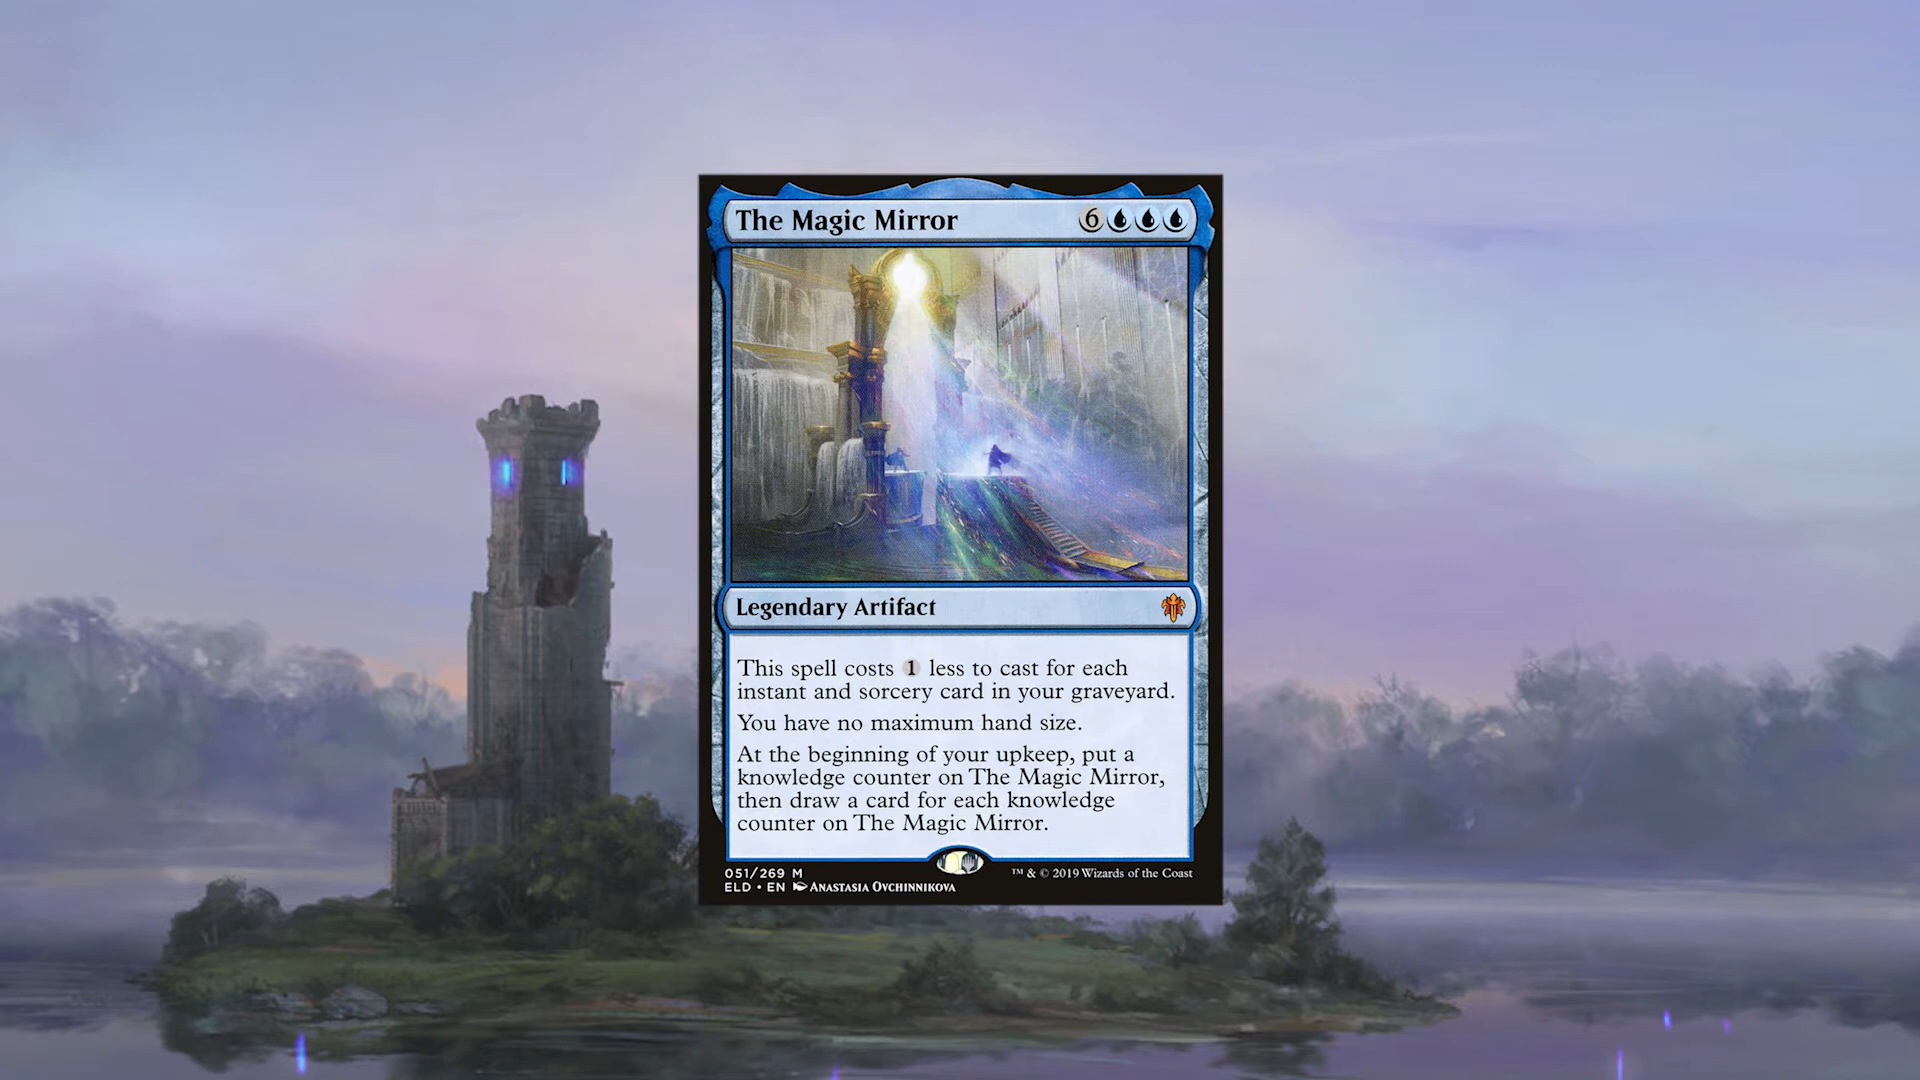 The Magic Mirror 6
Legendary Artifact
This spell costs 1 less to cast for each
instant and sorcery card in your graveyard.
You have no maximum hand size.
At the beginning of your upkeep, put a
knowledge counter on The Magic Mirror,
then draw a card for each knowledge
counter on The Magic Mirror.
051/269 M
ELD • EN Anastasia Ovchinnikova
™ & © 2019 Wizards of the Coast